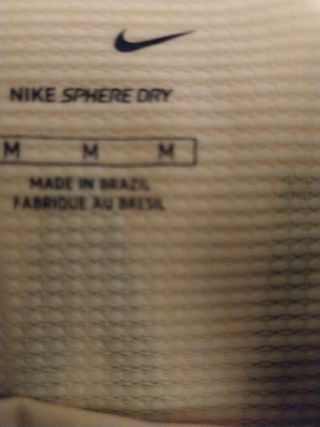 NIKE SPHERE DRY
M M M
MADE IN BRAZIL
FABRIQUE AU BRESIL